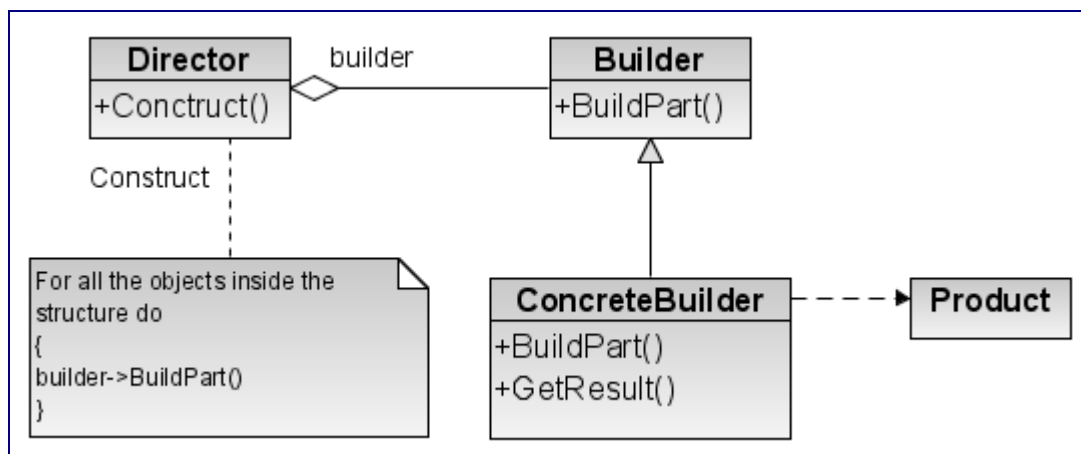 Director
+Conctruct()
builder
Builder
+BuildPart()
Construct
For all the objects inside the
structure do
{
builder->BuildPart()
}
ConcreteBuilder
+BuildPart()
+GetResult()
Product